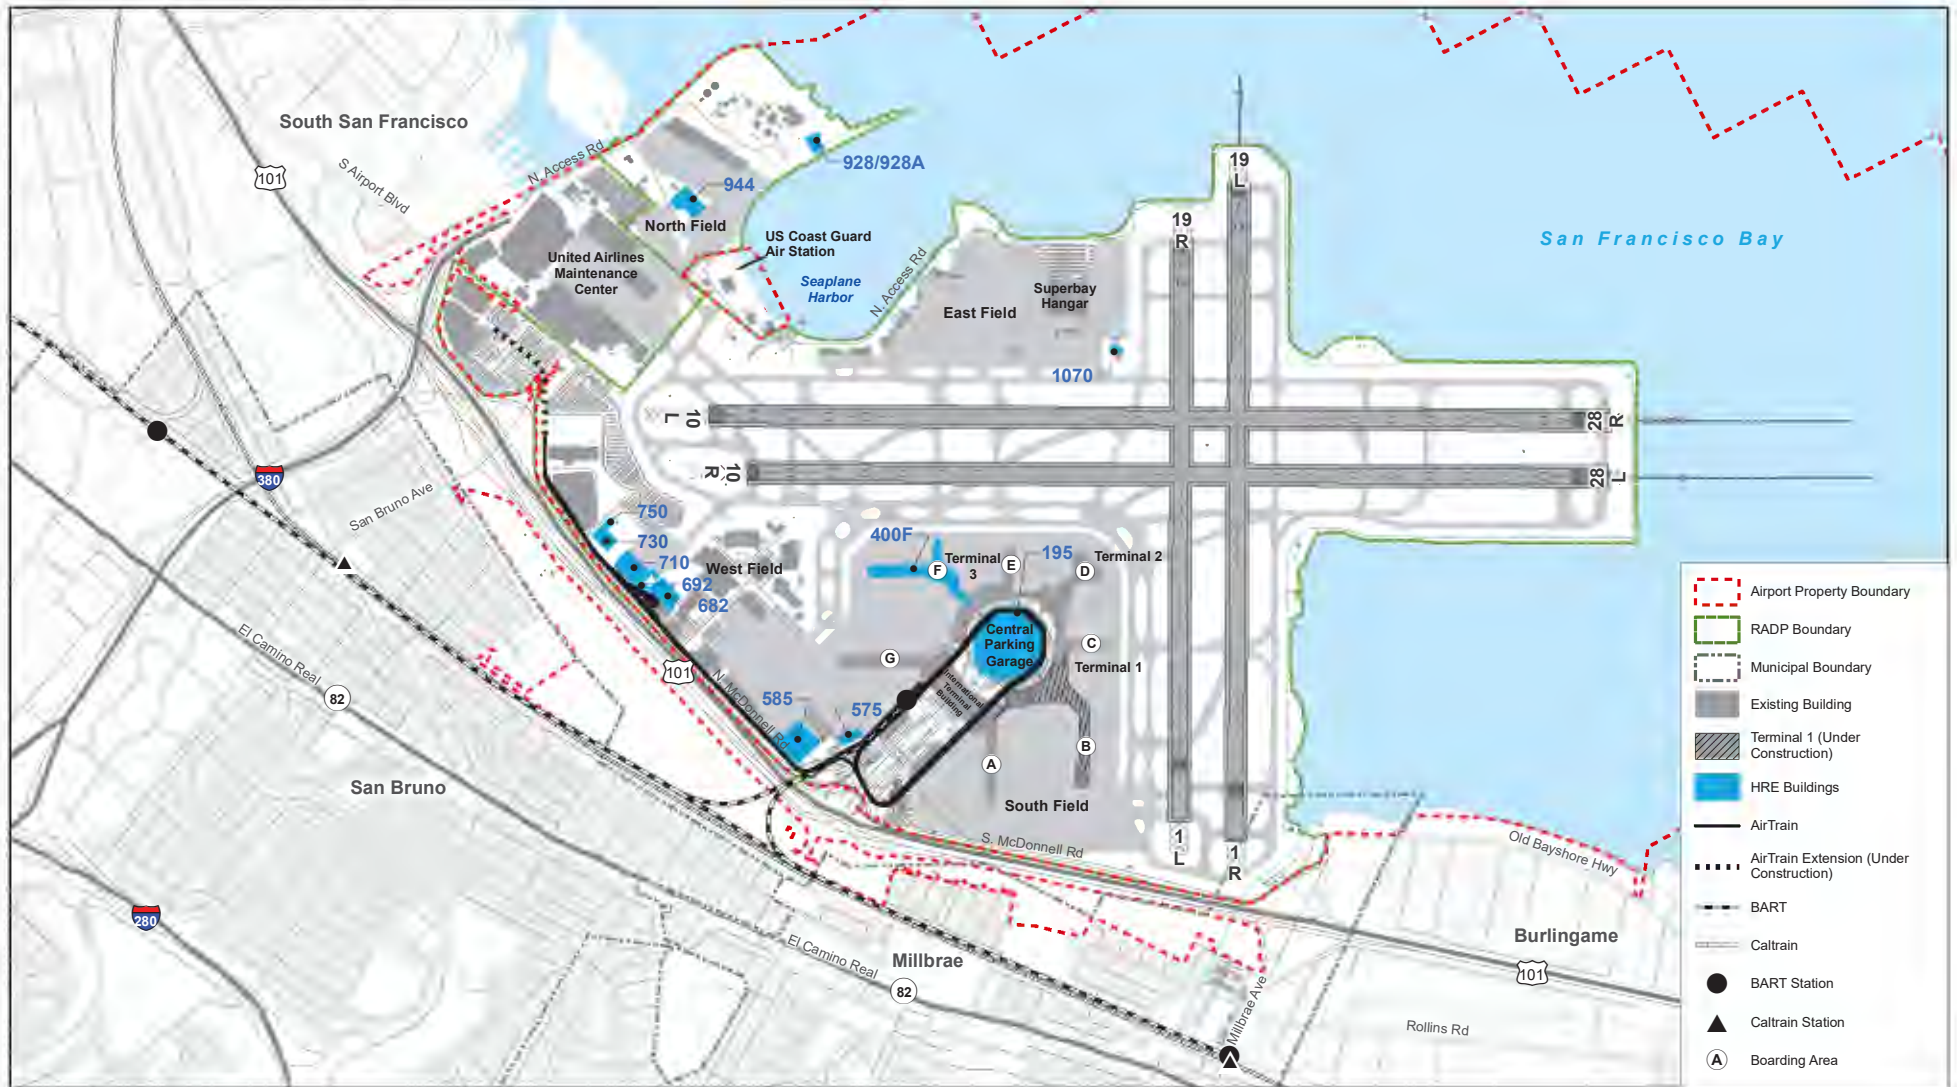 South San Francisco
101
S Airport Blvd
N. Access Rd
928/928A
944
North Field
US Coast Guard
Air Station
United Airlines
Maintenance
Center
Seaplane
Harbor
N. Access Rd
East Field
Superbay
Hangar
1070
19
L
19
R
San Francisco Bay
10
L
28
R
10
R
28
L
380
San Bruno Ave
750
730
710
692
682
West Field
400F
Terminal
3
F
E
195
D
Terminal 2
Central
Parking
Garage
C
Terminal 1
G
International
Terminal
Building
El Camino Real
82
101
N. McDonnell Rd
585
575
B
A
South Field
San Bruno
S. McDonnell Rd
1
L
1
R
Old Bayshore Hwy
280
El Camino Real
82
Millbrae
Burlingame
101
Millbrae Ave
Rollins Rd
Airport Property Boundary
RADP Boundary
Municipal Boundary
Existing Building
Terminal 1 (Under
Construction)
HRE Buildings
AirTrain
AirTrain Extension (Under
Construction)
BART
Caltrain
BART Station
Caltrain Station
A
Boarding Area